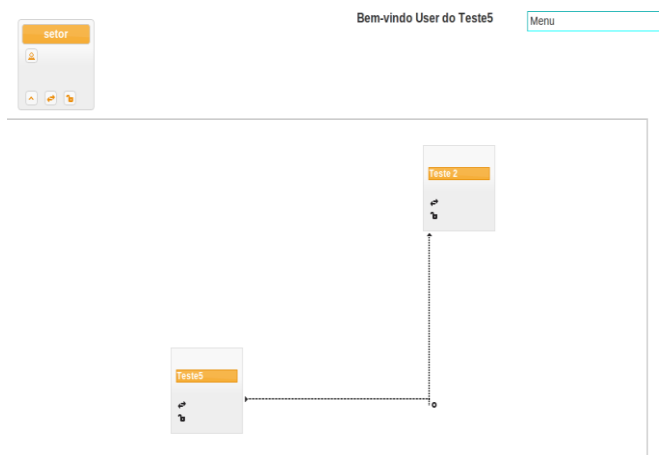 setor
Bem-vindo User do Teste5
Menu
Teste 2
Teste5